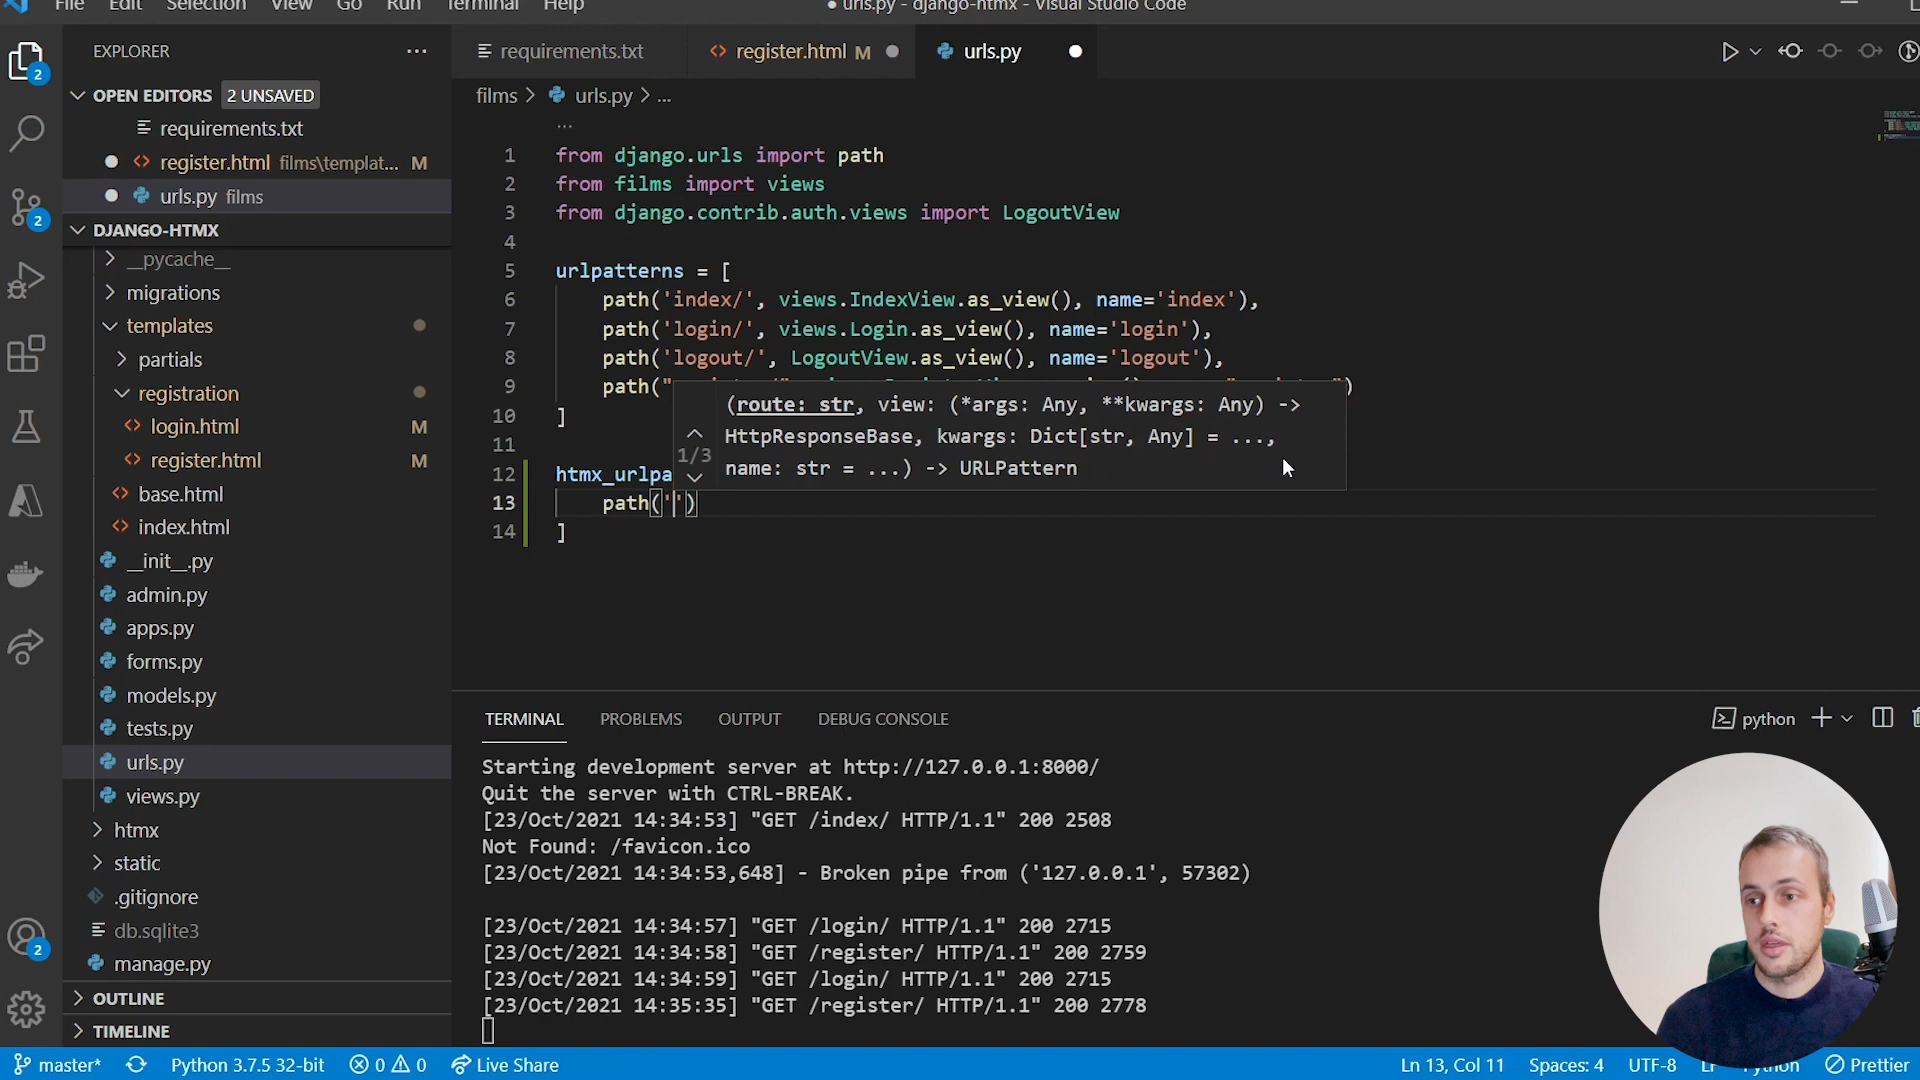 File Edit Selection View Go Run Terminal Help
● urls.py - django-htmx - Visual Studio Code
EXPLORER ···
OPEN EDITORS 2 UNSAVED
requirements.txt
register.html films\templat... M
urls.py films
DJANGO-HTMX
__pycache__
migrations
templates
partials
registration
login.html M
register.html M
base.html
index.html
__init__.py
admin.py
apps.py
forms.py
models.py
tests.py
urls.py
views.py
htmx
static
.gitignore
db.sqlite3
manage.py
OUTLINE
TIMELINE
2
2
2
requirements.txt
register.html M
urls.py
films > urls.py > ...
...
1 from django.urls import path
2 from films import views
3 from django.contrib.auth.views import LogoutView
4
5 urlpatterns = [
6 path('index/', views.IndexView.as_view(), name='index'),
7 path('login/', views.Login.as_view(), name='login'),
8 path('logout/', LogoutView.as_view(), name='logout'),
9 path("
10 ]
11
12 htmx_urlpa
13 path('')
14 ]
(route: str, view: (*args: Any, **kwargs: Any) ->
HttpResponseBase, kwargs: Dict[str, Any] = ...,
name: str = ...) -> URLPattern
1/3
TERMINAL PROBLEMS OUTPUT DEBUG CONSOLE
python
Starting development server at http://127.0.0.1:8000/
Quit the server with CTRL-BREAK.
[23/Oct/2021 14:34:53] "GET /index/ HTTP/1.1" 200 2508
Not Found: /favicon.ico
[23/Oct/2021 14:34:53,648] - Broken pipe from ('127.0.0.1', 57302)
[23/Oct/2021 14:34:57] "GET /login/ HTTP/1.1" 200 2715
[23/Oct/2021 14:34:58] "GET /register/ HTTP/1.1" 200 2759
[23/Oct/2021 14:34:59] "GET /login/ HTTP/1.1" 200 2715
[23/Oct/2021 14:35:35] "GET /register/ HTTP/1.1" 200 2778
master* Python 3.7.5 32-bit 0 0 Live Share Ln 13, Col 11 Spaces: 4 UTF-8 LF Python Prettier